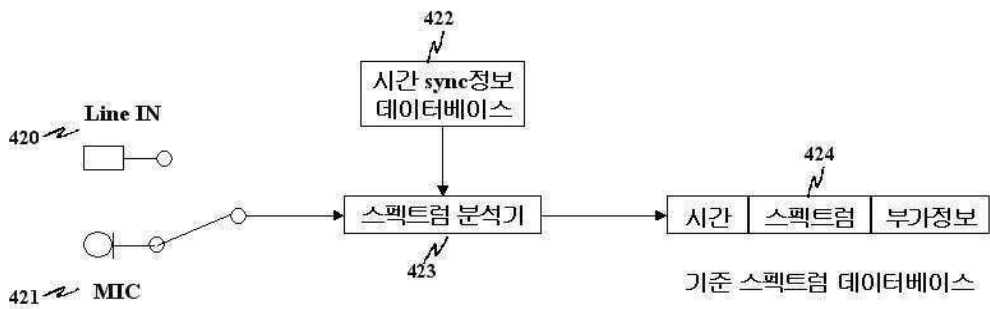 422
시간 sync정보
데이터베이스
Line IN
420
424
스펙트럼 분석기
시간 스펙트럼 부가정보
423
기준 스펙트럼 데이터베이스
421
MIC